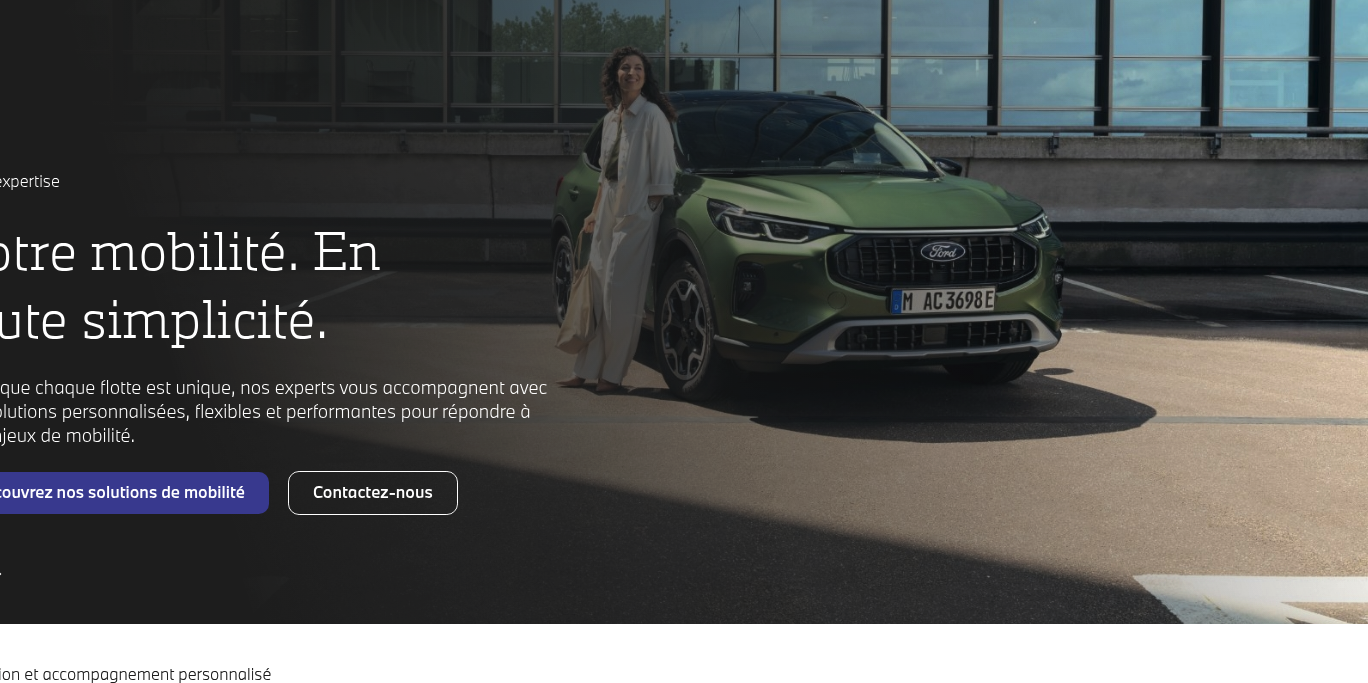 expertise
otre mobilité. En
ute simplicité.
que chaque flotte est unique, nos experts vous accompagnent avec
olutions personnalisées, flexibles et performantes pour répondre à
njeux de mobilité.
couvrez nos solutions de mobilité
Contactez-nous
Ford
M AC 3698 E
ion et accompagnement personnalisé